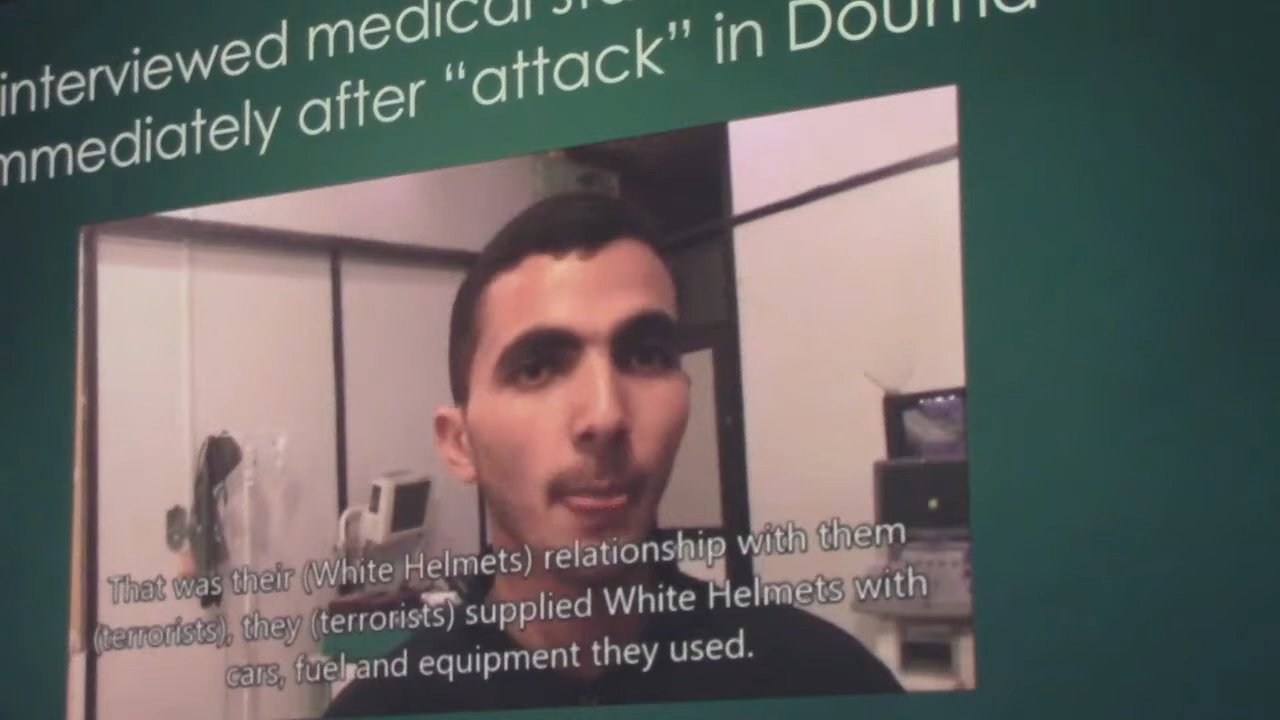 interviewed medical
mmediately after “attack” in Douma
That was their (White Helmets) relationship with them
(terrorists), they (terrorists) supplied White Helmets with
cars, fuel and equipment they used.